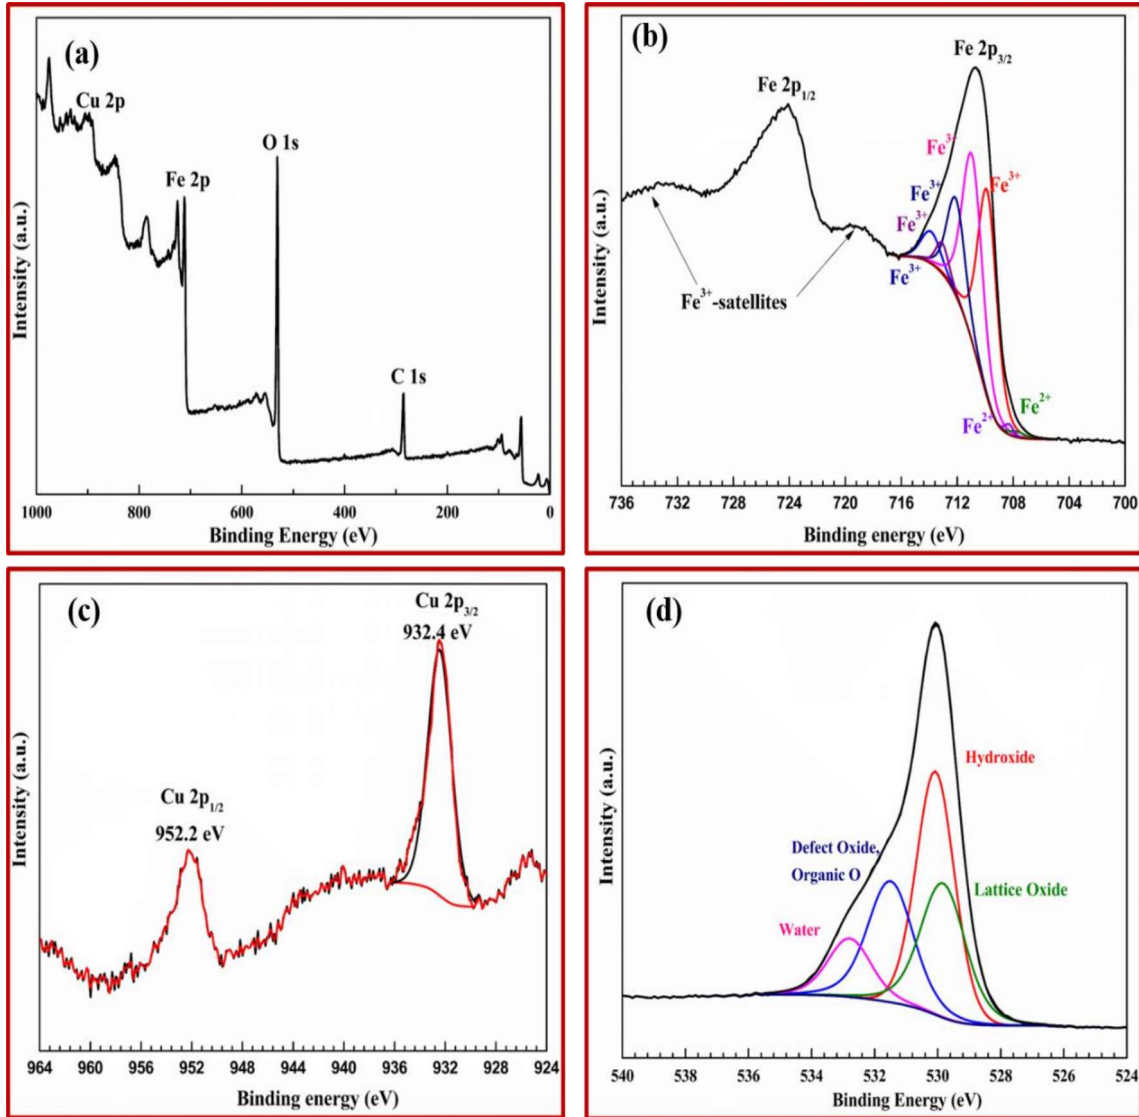 (a)
Cu 2p
Fe 2p
O 1s
C 1s
Intensity (a.u.)
1000 800 600 400 200 0
Binding Energy (eV)
(b)
Fe 2p3/2
Fe 2p1/2
Fe3+
Fe3+
Fe3+
Fe3+
Fe3+
Fe3+-satellites
Fe2+
Fe2+
Intensity (a.u.)
736 732 728 724 720 716 712 708 704 700
Binding energy (eV)
(c)
Cu 2p3/2
932.4 eV
Cu 2p1/2
952.2 eV
Intensity (a.u.)
964 960 956 952 948 944 940 936 932 928 924
Binding Energy (eV)
(d)
Hydroxide
Defect Oxide,
Organic O
Lattice Oxide
Water
Intensity (a.u.)
540 538 536 534 532 530 528 526 524
Binding Energy (eV)